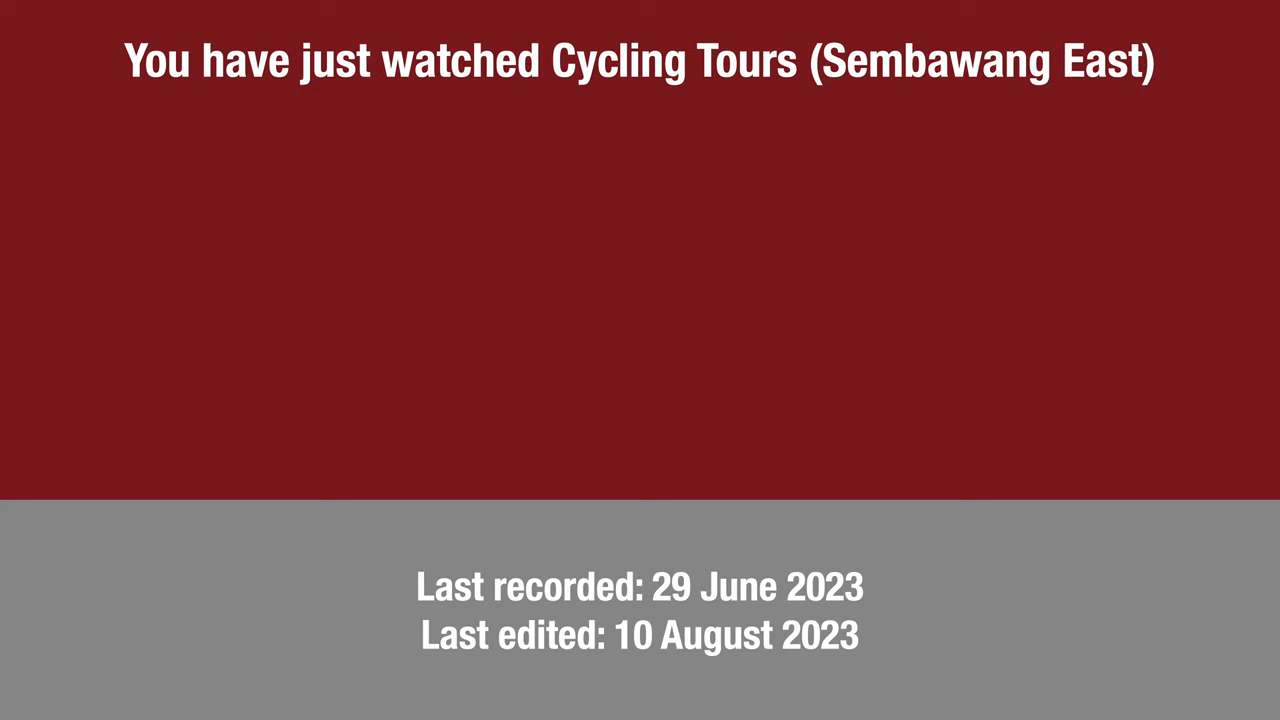 You have just watched Cycling Tours (Sembawang East)
Last recorded: 29 June 2023
Last edited: 10 August 2023